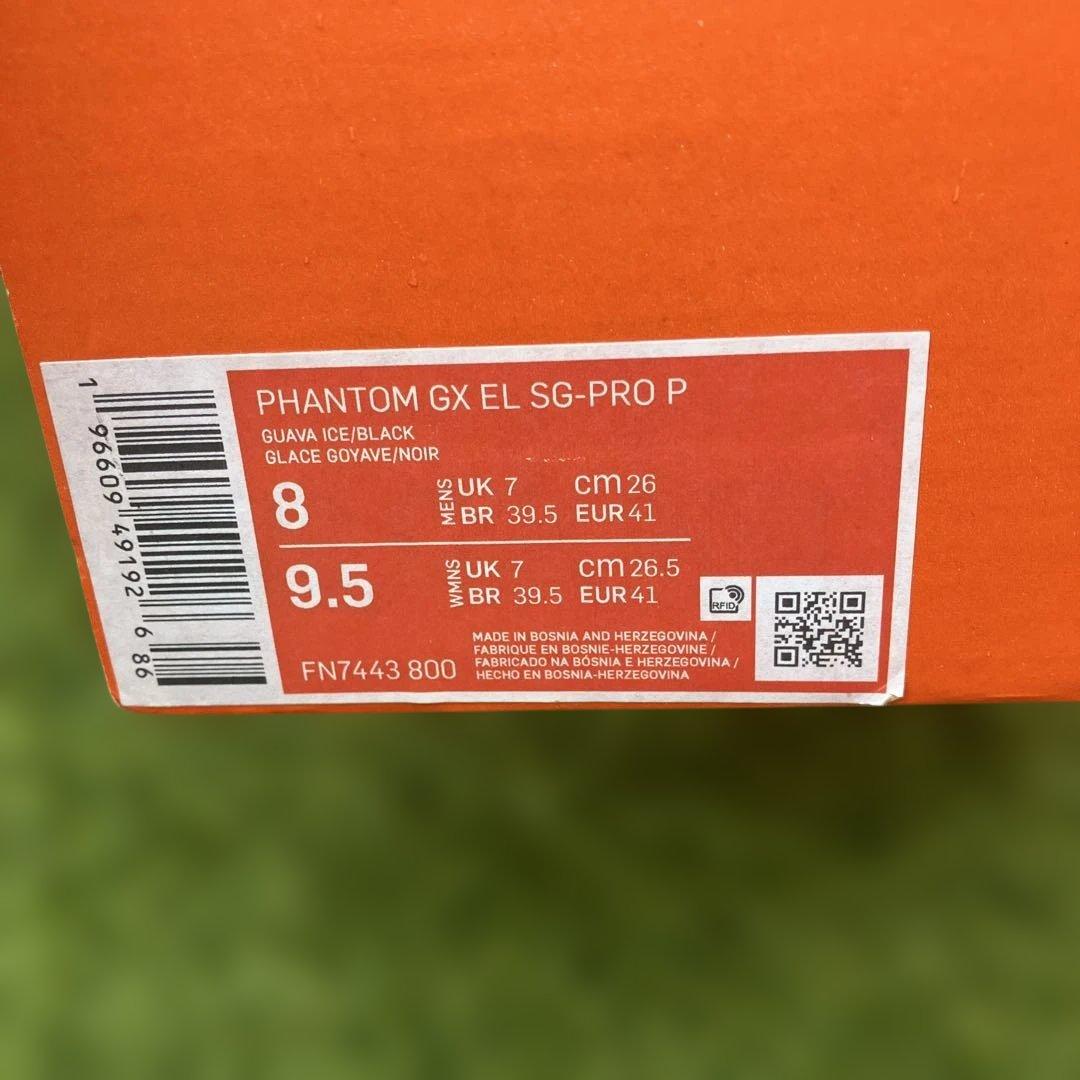 PHANTOM GX EL SG-PRO P
GUAVA ICE/BLACK
GLACE GOYAVE/NOIR
8 MENS UK 7 cm 26
BR 39.5 EUR 41
9.5 WMNS UK 7 cm 26.5
BR 39.5 EUR 41
RFID
MADE IN BOSNIA AND HERZEGOVINA /
FABRIQUE EN BOSNIE-HERZEGOVINE /
FABRICADO NA BÓSNIA E HERZEGOVINA /
HECHO EN BOSNIA-HERZEGOVINA
FN7443 800
1 96609 49192 6 86